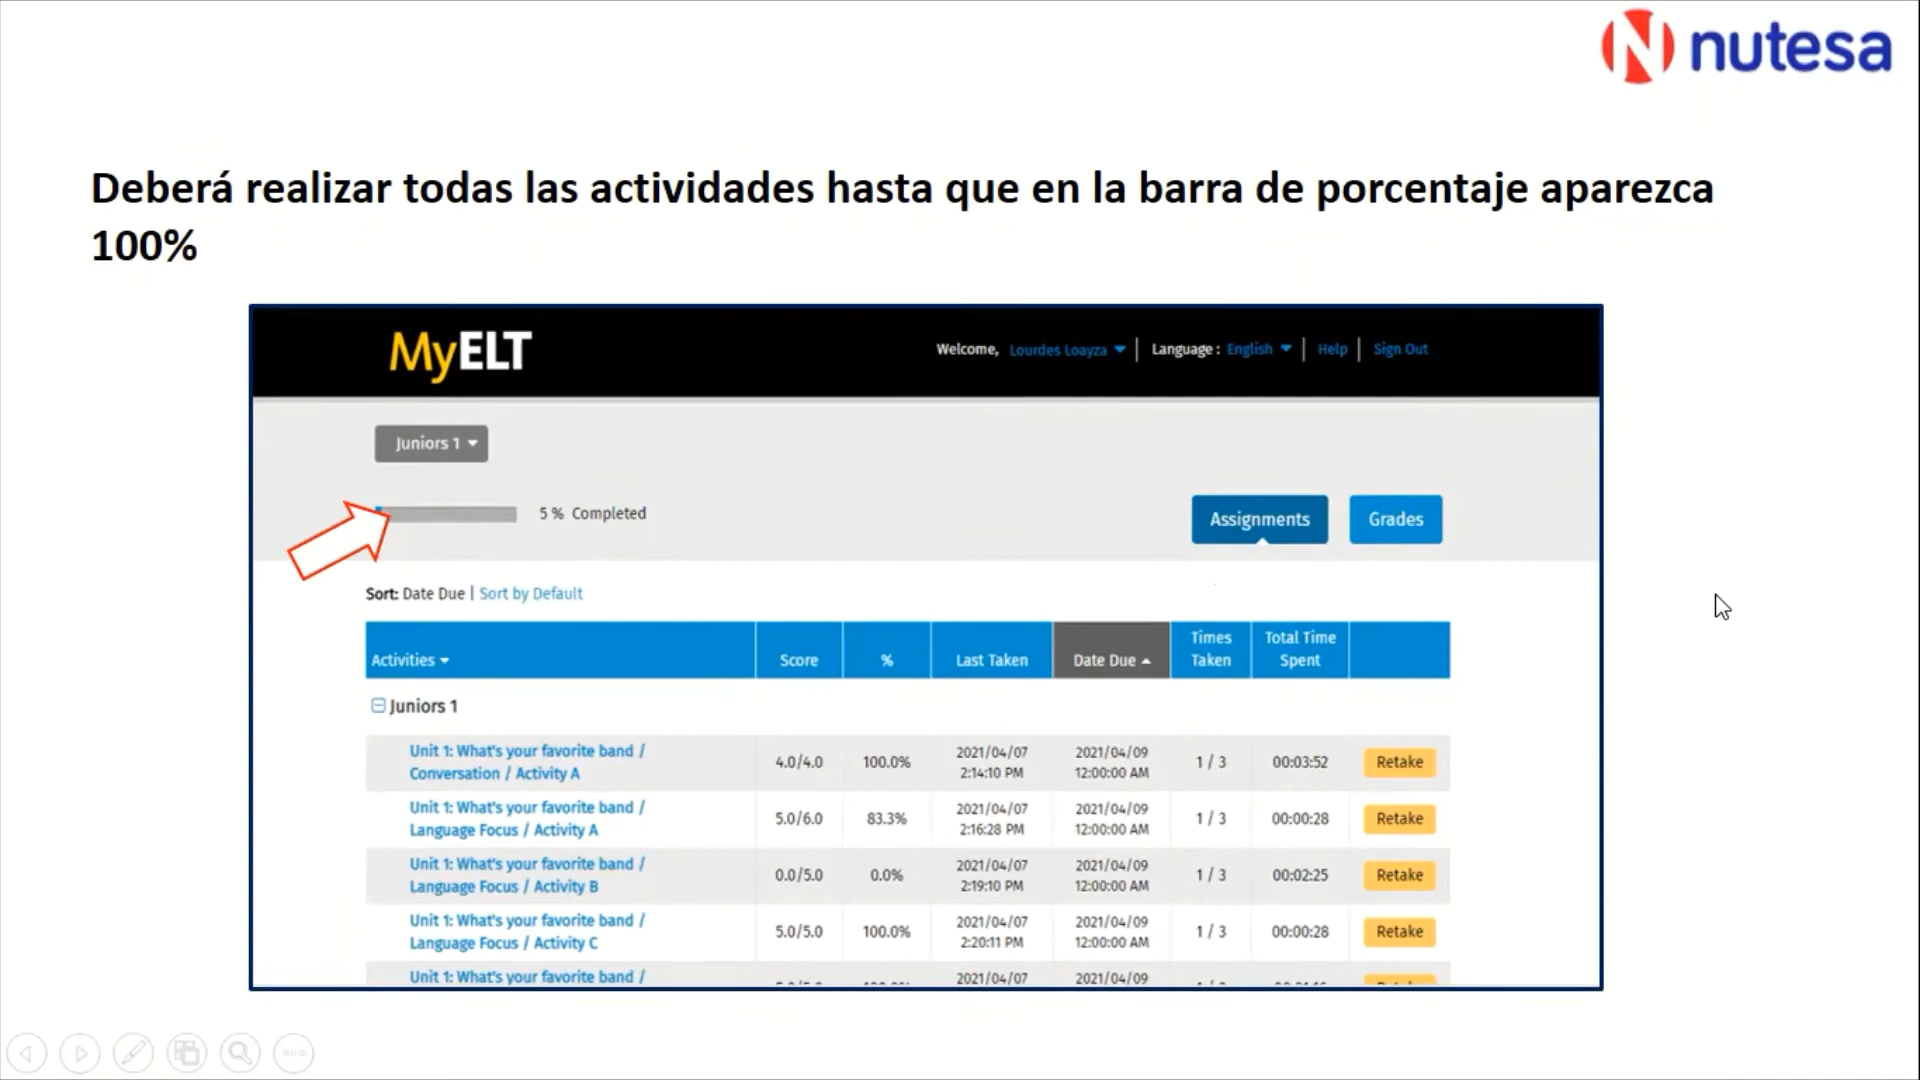 nutesa
Deberá realizar todas las actividades hasta que en la barra de porcentaje aparezca
100%
MyELT
Welcome, Lourdes Loayza | Language: English | Help | Sign Out
Juniors 1
5 % Completed
Assignments Grades
Sort: Date Due | Sort by Default
Activities Score % Last Taken Date Due Times Taken Total Time Spent
Juniors 1
Unit 1: What's your favorite band / 4.0/4.0 100.0% 2021/04/07 2021/04/09 1 / 3 00:03:52 Retake
Conversation / Activity A 2:14:10 PM 12:00:00 AM
Unit 1: What's your favorite band / 5.0/6.0 83.3% 2021/04/07 2021/04/09 1 / 3 00:00:28 Retake
Language Focus / Activity A 2:16:28 PM 12:00:00 AM
Unit 1: What's your favorite band / 0.0/5.0 0.0% 2021/04/07 2021/04/09 1 / 3 00:02:25 Retake
Language Focus / Activity B 2:19:10 PM 12:00:00 AM
Unit 1: What's your favorite band / 5.0/5.0 100.0% 2021/04/07 2021/04/09 1 / 3 00:00:28 Retake
Language Focus / Activity C 2:20:11 PM 12:00:00 AM
Unit 1: What's your favorite band / 2021/04/07 2021/04/09